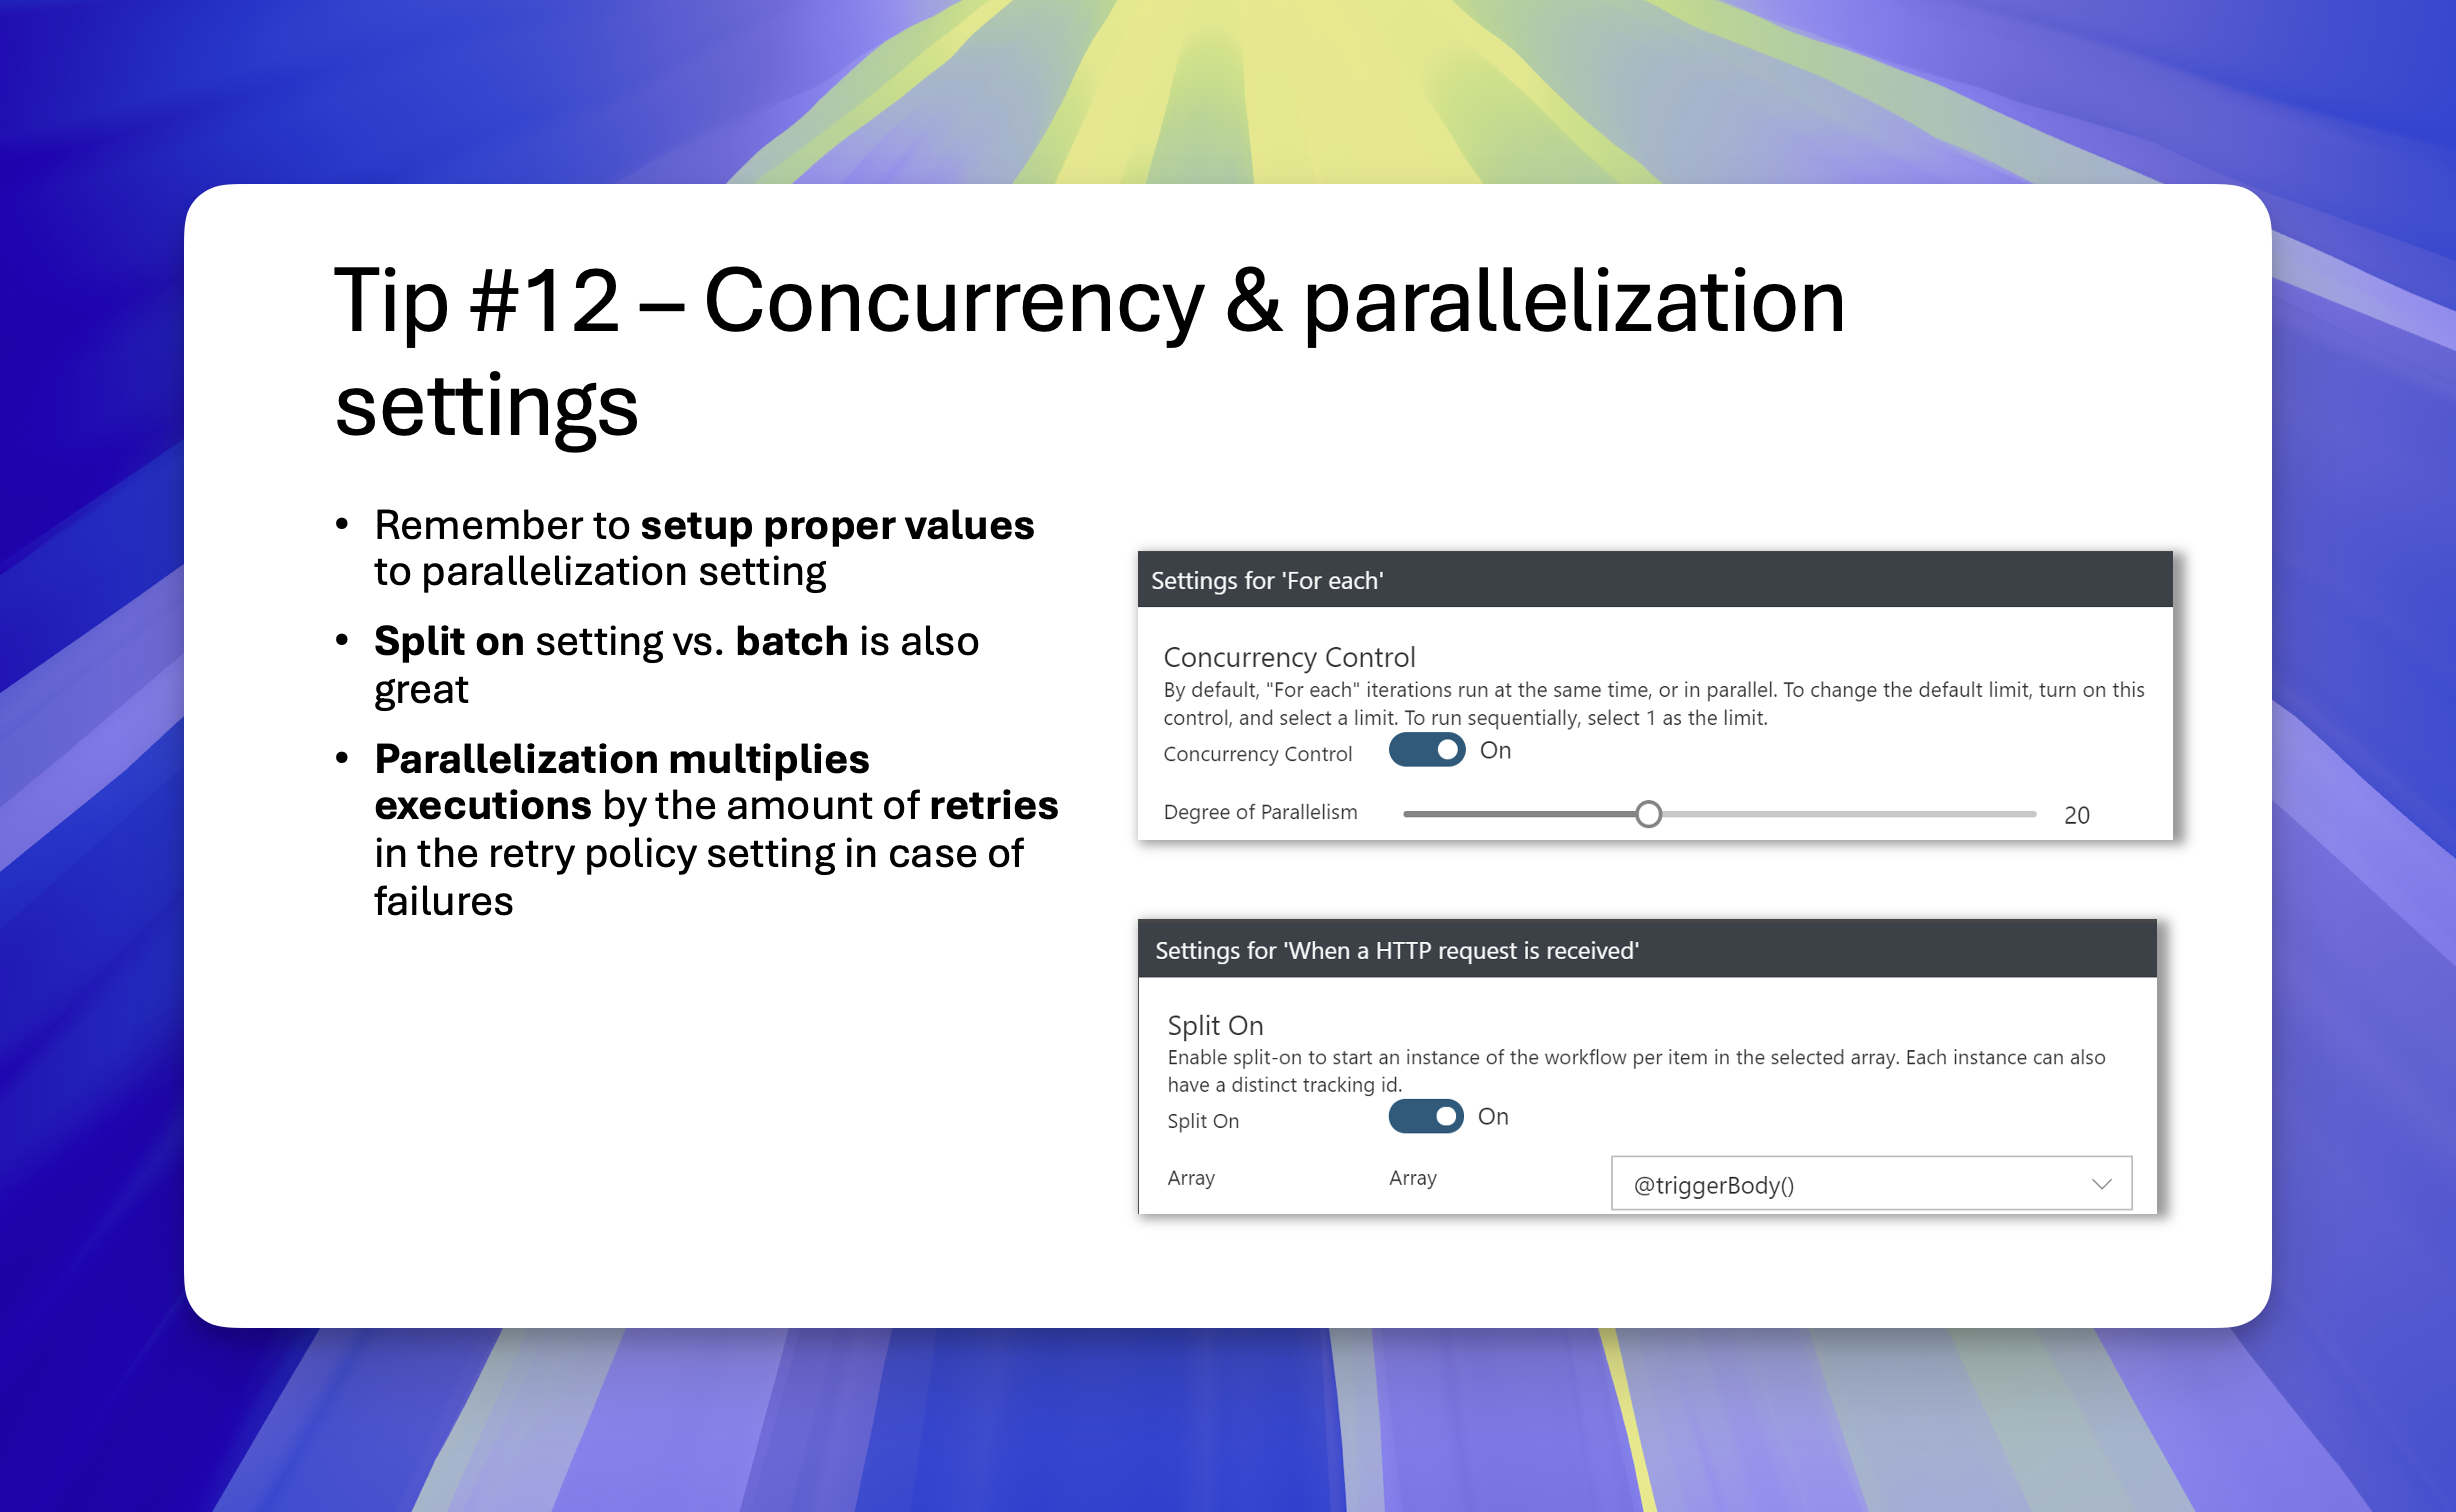 Tip #12 – Concurrency & parallelization
settings
• Remember to setup proper values
to parallelization setting
• Split on setting vs. batch is also
great
• Parallelization multiplies
executions by the amount of retries
in the retry policy setting in case of
failures
Settings for 'For each'
Concurrency Control
By default, "For each" iterations run at the same time, or in parallel. To change the default limit, turn on this
control, and select a limit. To run sequentially, select 1 as the limit.
Concurrency Control On
Degree of Parallelism 20
Settings for 'When a HTTP request is received'
Split On
Enable split-on to start an instance of the workflow per item in the selected array. Each instance can also
have a distinct tracking id.
Split On On
Array Array @triggerBody()